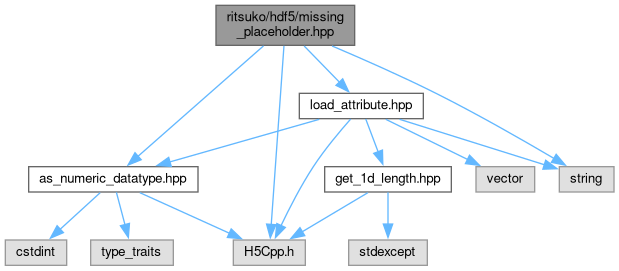 ritsuko/hdf5/missing
_placeholder.hpp
load_attribute.hpp
as_numeric_datatype.hpp
get_1d_length.hpp
vector
string
cstdint
type_traits
H5Cpp.h
stdexcept